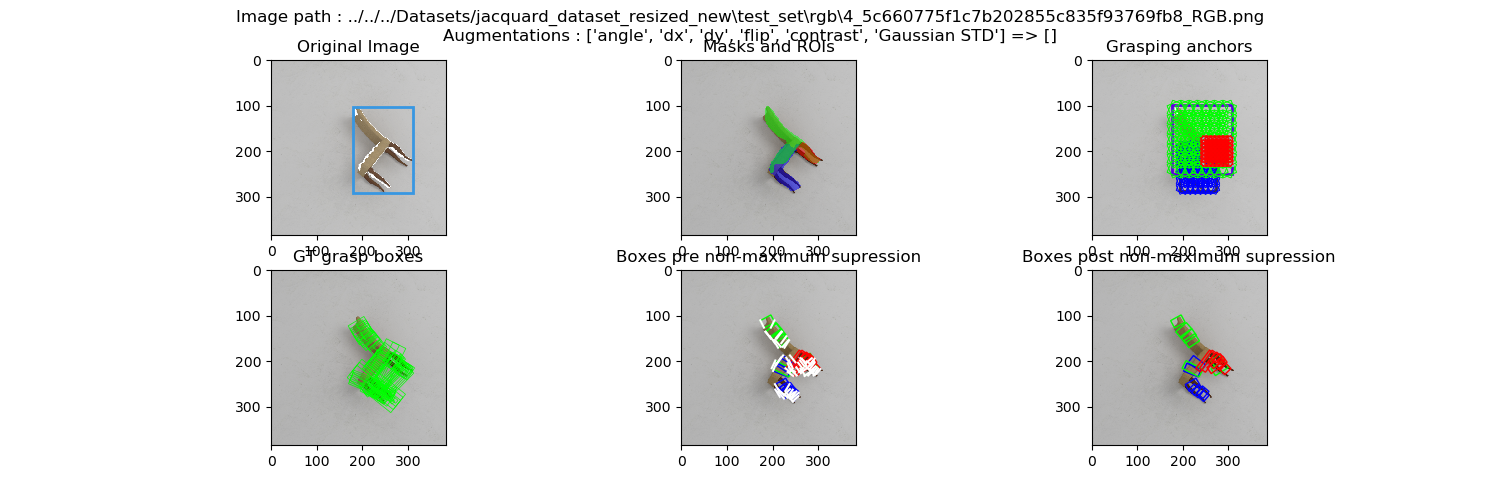 Image path : ../../../Datasets/jacquard_dataset_resized_new\test_set\rgb\4_5c660775f1c7b202855c835f93769fb8_RGB.png
Augmentations : ['angle', 'dx', 'dy', 'flip', 'contrast', 'Gaussian STD'] => []
Original Image
Masks and ROIs
Grasping anchors
0
100
200
300
0 100 200 300
0
100
200
300
0 100 200 300
0
100
200
300
0 100 200 300
GT grasp boxes
Boxes pre non-maximum supression
Boxes post non-maximum supression
0
100
200
300
0 100 200 300
0
100
200
300
0 100 200 300
0
100
200
300
0 100 200 300